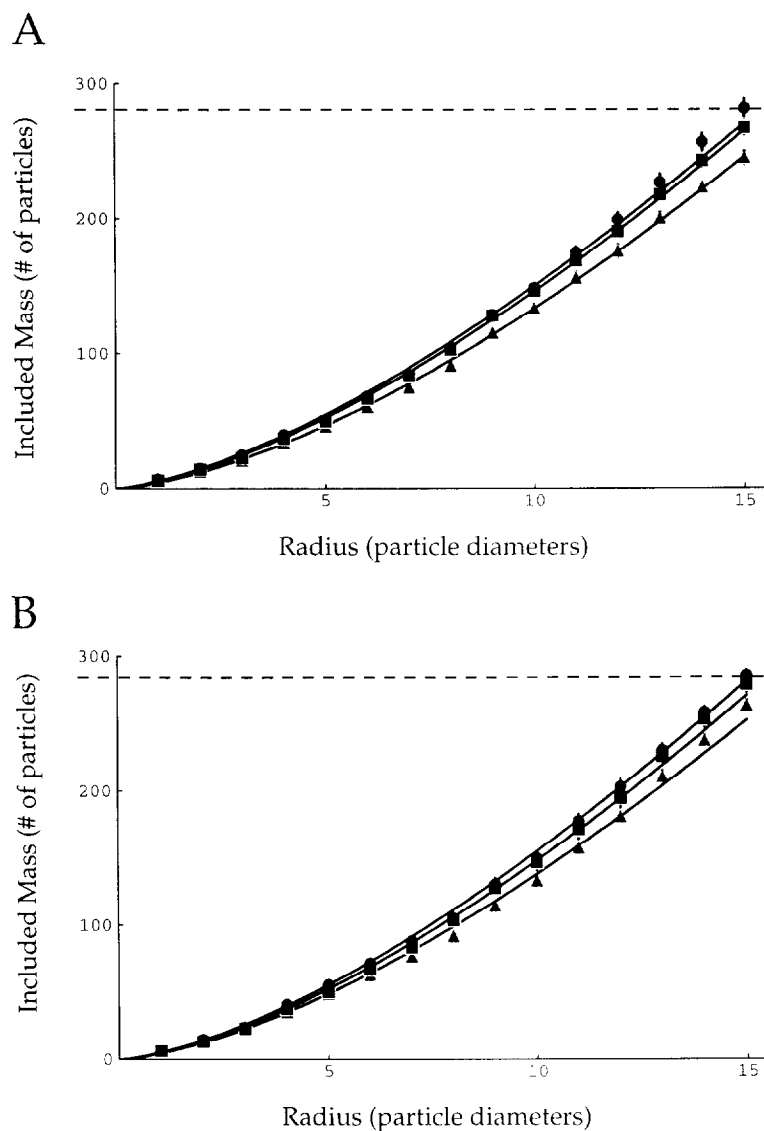 A
300
200
100
0
5
10
15
Included Mass (# of particles)
Radius (particle diameters)
B
300
200
100
0
5
10
15
Included Mass (# of particles)
Radius (particle diameters)